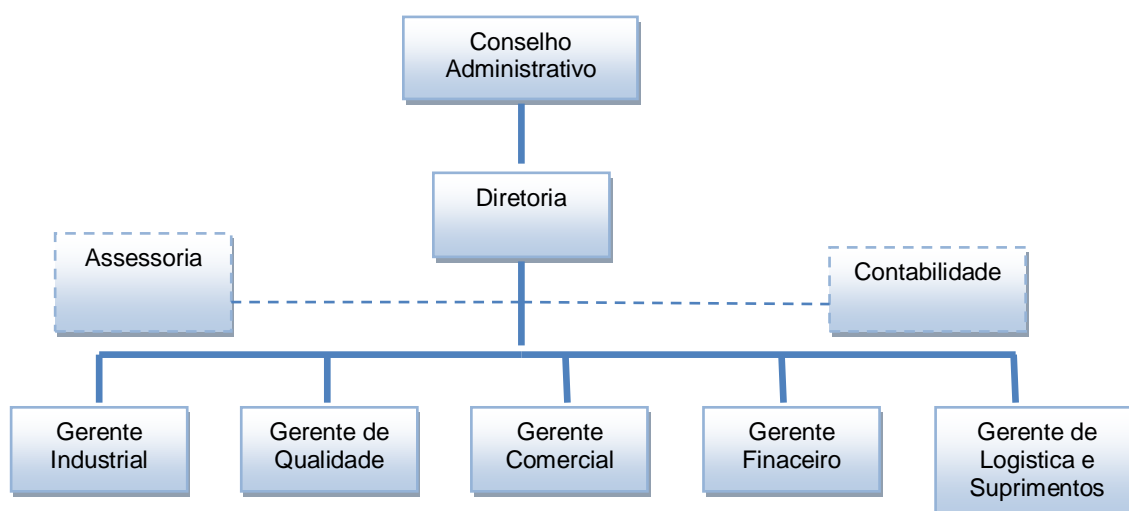 Conselho
Administrativo
Diretoria
Assessoria
Contabilidade
Gerente
Industrial
Gerente de
Qualidade
Gerente
Comercial
Gerente
Finaceiro
Gerente de
Logistica e
Suprimentos